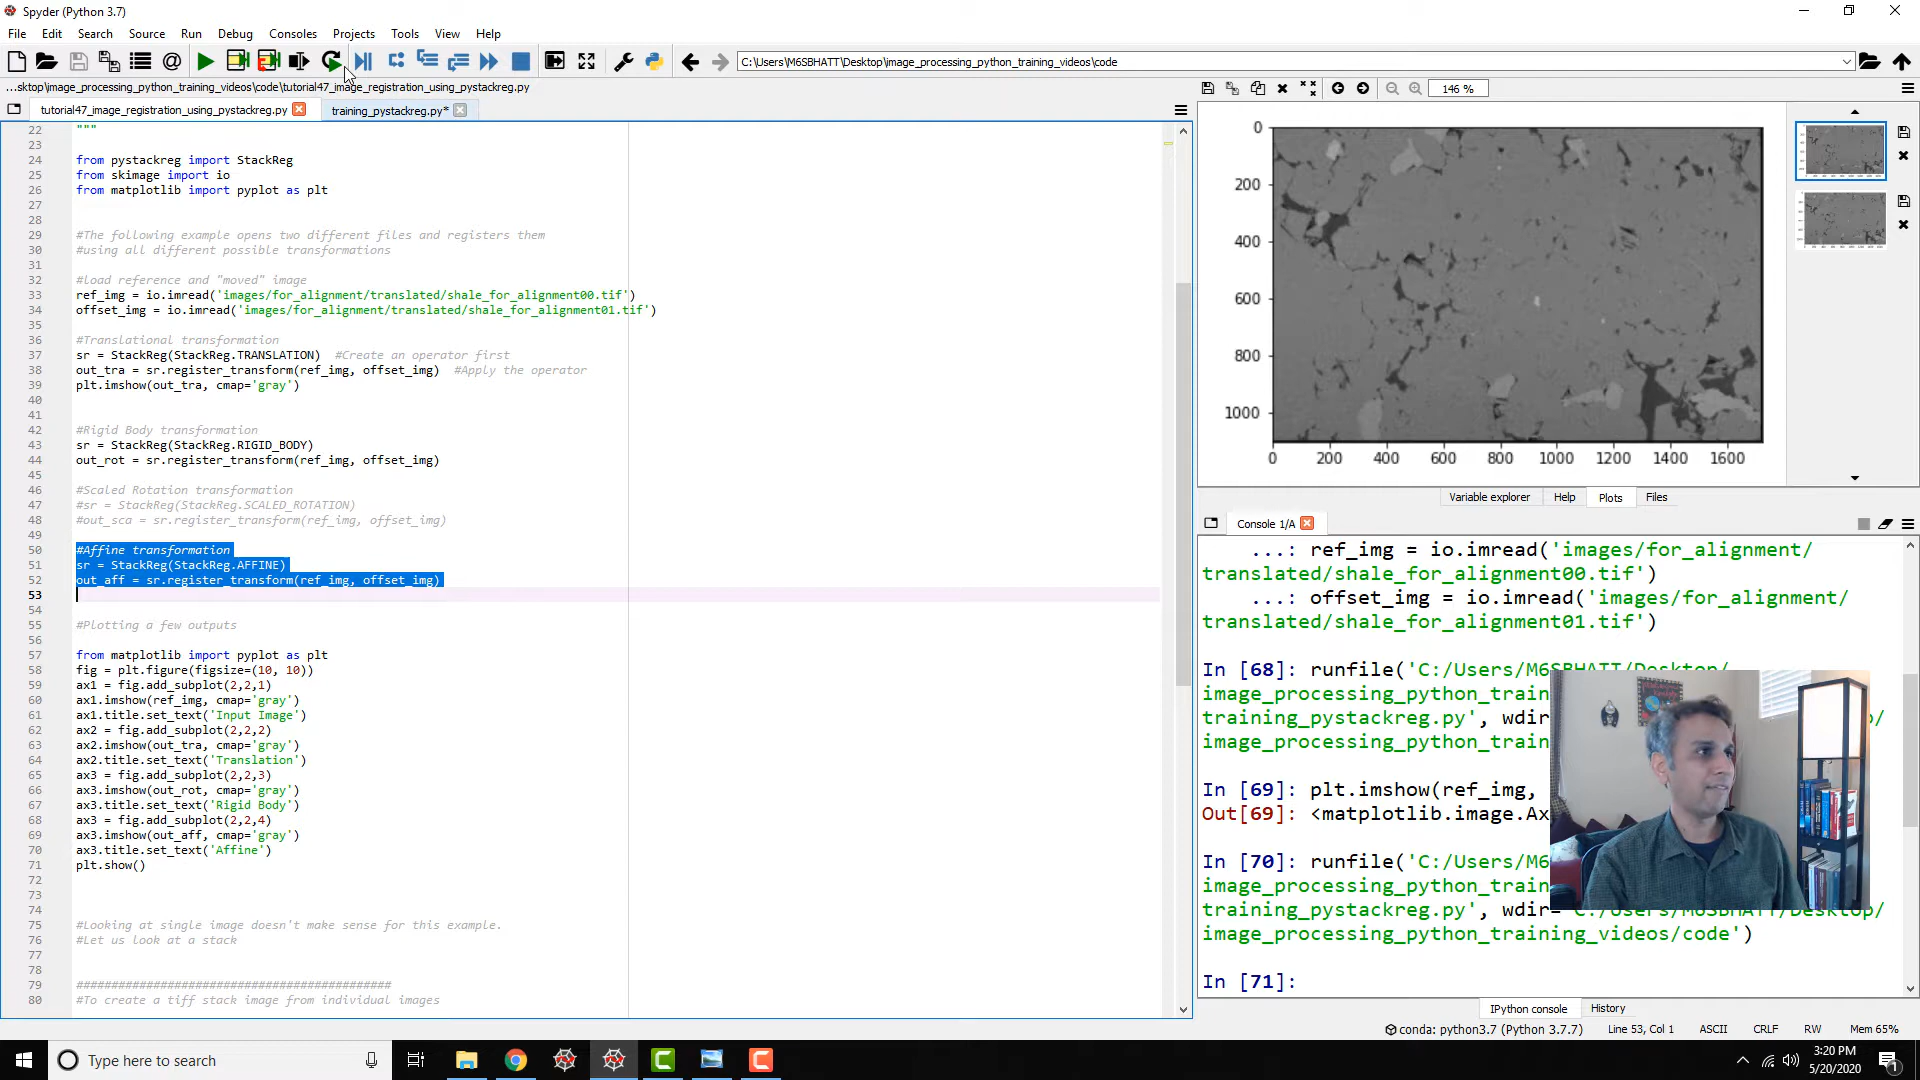 Spyder (Python 3.7)
File Edit Search Source Run Debug Consoles Projects Tools View Help
C:\Users\M6SBHATT\Desktop\image_processing_python_training_videos\code
...sktop\image_processing_python_training_videos\code\tutorial47_image_registration_using_pystackreg.py
146 %
tutorial47_image_registration_using_pystackreg.py training_pystackreg.py*
22 """
23
24 from pystackreg import StackReg
25 from skimage import io
26 from matplotlib import pyplot as plt
27
28
29 #The following example opens two different files and registers them
30 #using all different possible transformations
31
32 #load reference and "moved" image
33 ref_img = io.imread('images/for_alignment/translated/shale_for_alignment00.tif')
34 offset_img = io.imread('images/for_alignment/translated/shale_for_alignment01.tif')
35
36 #Translational transformation
37 sr = StackReg(StackReg.TRANSLATION)  #Create an operator first
38 out_tra = sr.register_transform(ref_img, offset_img)  #Apply the operator
39 plt.imshow(out_tra, cmap='gray')
40
41
42 #Rigid Body transformation
43 sr = StackReg(StackReg.RIGID_BODY)
44 out_rot = sr.register_transform(ref_img, offset_img)
45
46 #Scaled Rotation transformation
47 #sr = StackReg(StackReg.SCALED_ROTATION)
48 #out_sca = sr.register_transform(ref_img, offset_img)
49
50 #Affine transformation
51 sr = StackReg(StackReg.AFFINE)
52 out_aff = sr.register_transform(ref_img, offset_img)
53
54
55 #Plotting a few outputs
56
57 from matplotlib import pyplot as plt
58 fig = plt.figure(figsize=(10, 10))
59 ax1 = fig.add_subplot(2,2,1)
60 ax1.imshow(ref_img, cmap='gray')
61 ax1.title.set_text('Input Image')
62 ax2 = fig.add_subplot(2,2,2)
63 ax2.imshow(out_tra, cmap='gray')
64 ax2.title.set_text('Translation')
65 ax3 = fig.add_subplot(2,2,3)
66 ax3.imshow(out_rot, cmap='gray')
67 ax3.title.set_text('Rigid Body')
68 ax3 = fig.add_subplot(2,2,4)
69 ax3.imshow(out_aff, cmap='gray')
70 ax3.title.set_text('Affine')
71 plt.show()
72
73
74
75 #Looking at single image doesn't make sense for this example.
76 #Let us look at a stack
77
78
79 #############################################
80 #To create a tiff stack image from individual images
0
200
400
600
800
1000
0 200 400 600 800 1000 1200 1400 1600
Variable explorer Help Plots Files
Console 1/A
...: ref_img = io.imread('images/for_alignment/
translated/shale_for_alignment00.tif')
...: offset_img = io.imread('images/for_alignment/
translated/shale_for_alignment01.tif')
In [68]: runfile('C:/Users/M6SBHATT/Desktop/
image_processing_python_train
training_pystackreg.py', wdir= /
image_processing_python_train
In [69]: plt.imshow(ref_img,
Out[69]: <matplotlib.image.Ax
In [70]: runfile('C:/Users/M6
image_processing_python_train
training_pystackreg.py', wdir='C:/Users/M6SBHATT/Desktop/
image_processing_python_training_videos/code')
In [71]:
IPython console History
conda: python3.7 (Python 3.7.7) Line 53, Col 1 ASCII CRLF RW Mem 65%
Type here to search
3:20 PM
5/20/2020
1